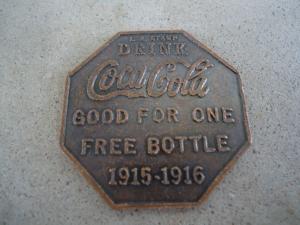 DRINK
Coca-Cola
GOOD FOR ONE
FREE BOTTLE
1915-1916